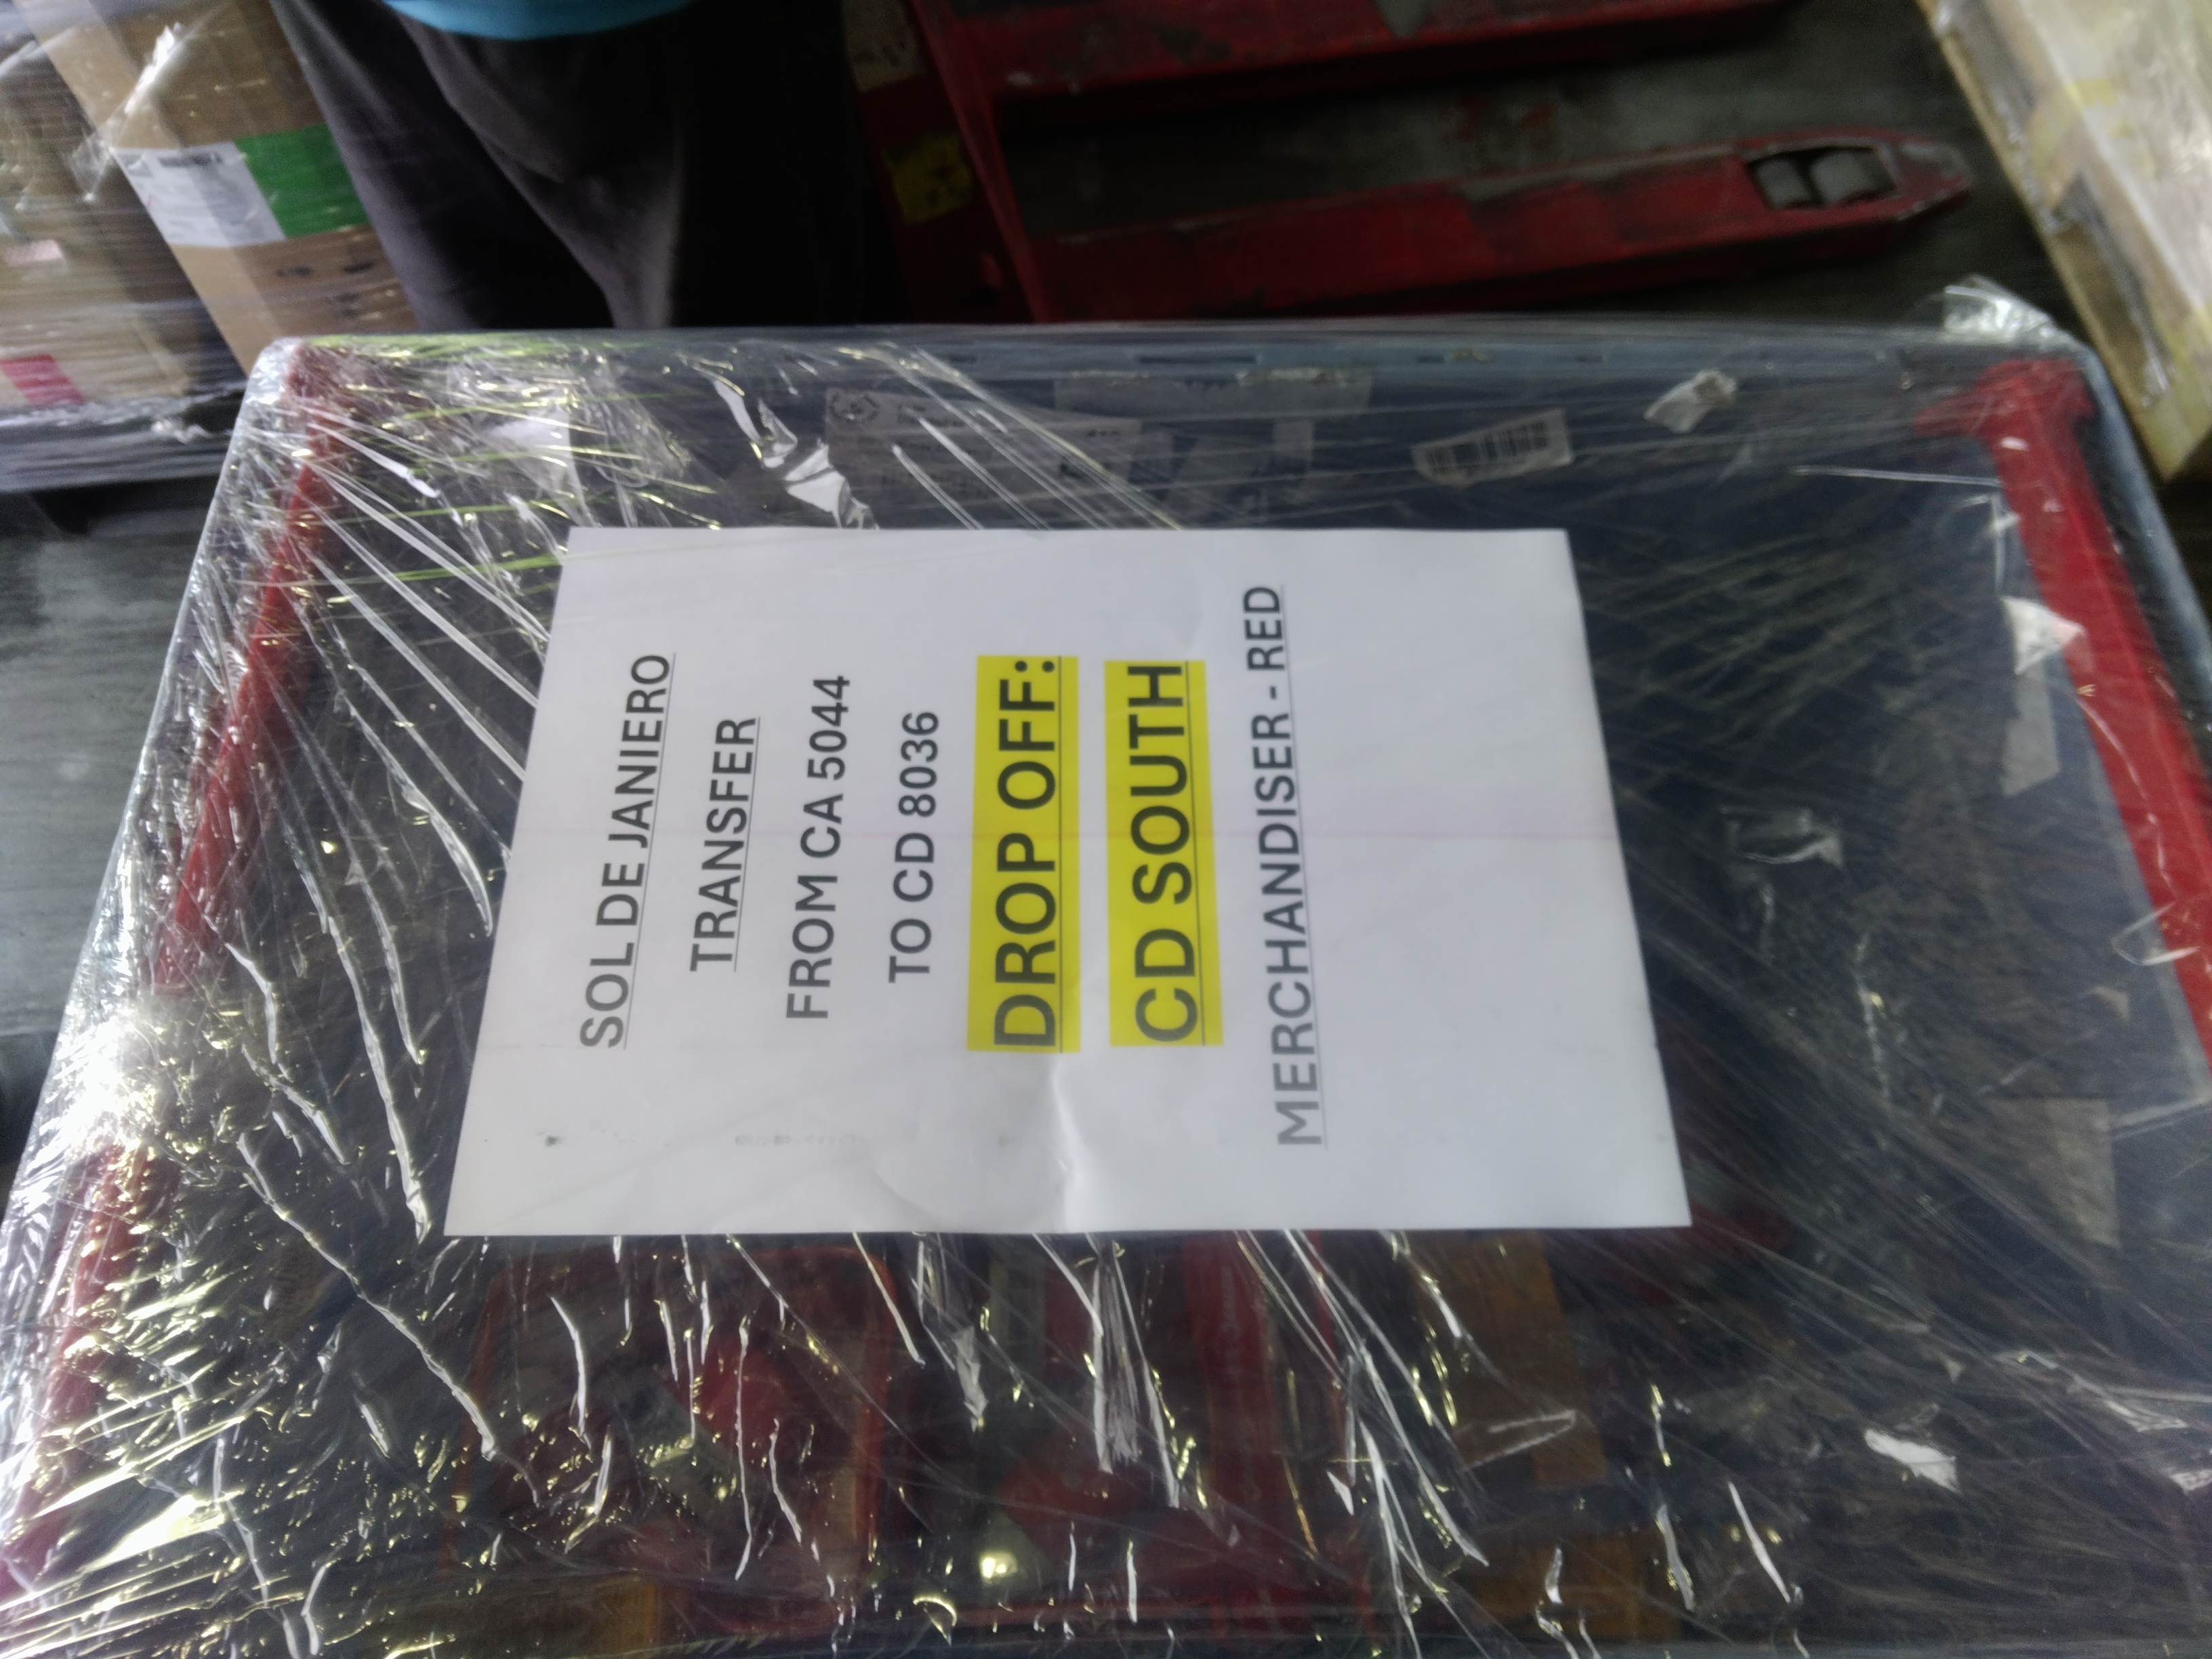 SOL DE JANIERO
TRANSFER
FROM CA 5044
TO CD 8036
DROP OFF:
CD SOUTH
MERCHANDISER - RED